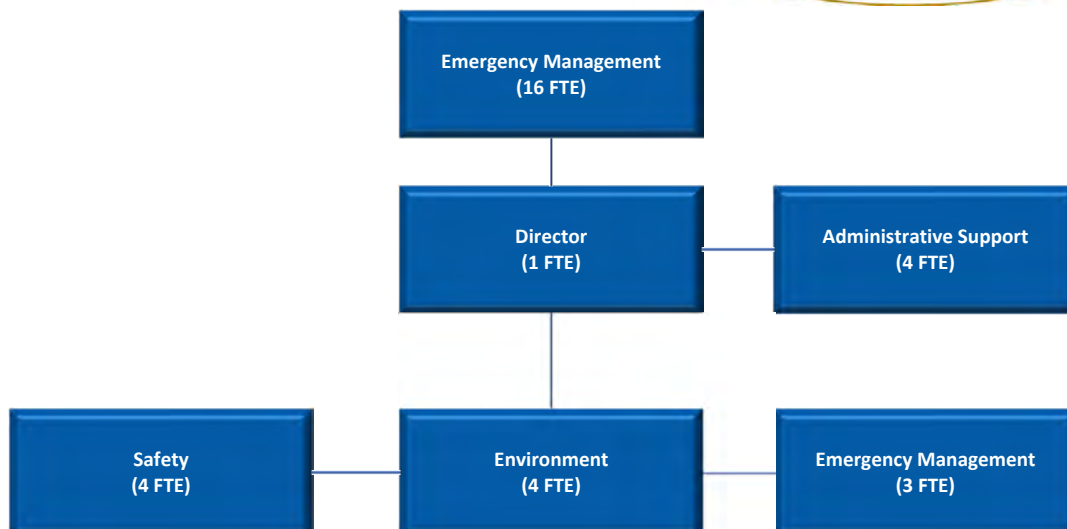 Emergency Management
(16 FTE)
Director
(1 FTE)
Administrative Support
(4 FTE)
Safety
(4 FTE)
Environment
(4 FTE)
Emergency Management
(3 FTE)